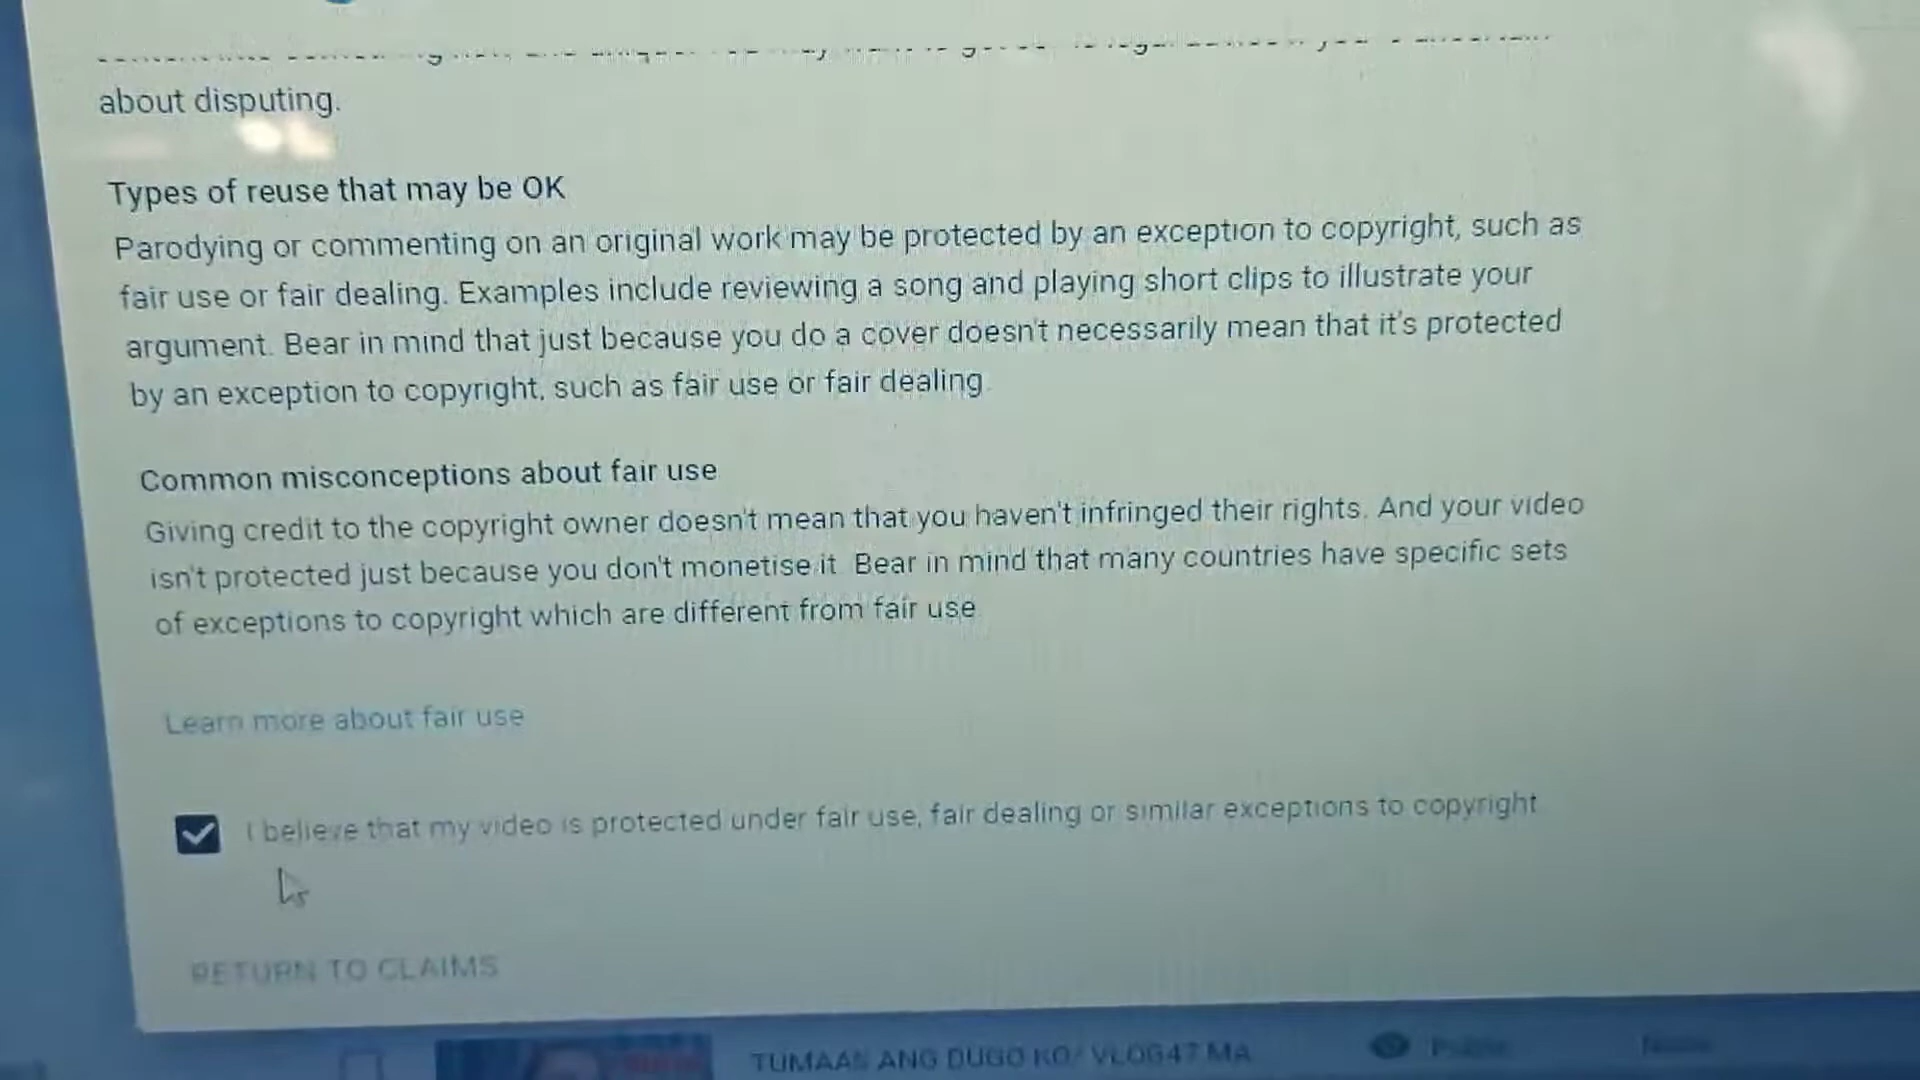 about disputing.
Types of reuse that may be OK
Parodying or commenting on an original work may be protected by an exception to copyright, such as
fair use or fair dealing. Examples include reviewing a song and playing short clips to illustrate your
argument. Bear in mind that just because you do a cover doesn't necessarily mean that it's protected
by an exception to copyright, such as fair use or fair dealing.
Common misconceptions about fair use
Giving credit to the copyright owner doesn't mean that you haven't infringed their rights. And your video
isn't protected just because you don't monetise it. Bear in mind that many countries have specific sets
of exceptions to copyright which are different from fair use.
Learn more about fair use
I believe that my video is protected under fair use, fair dealing or similar exceptions to copyright
RETURN TO CLAIMS
TUMAAS ANG DUGO KO/ VLOG47 MA
Public